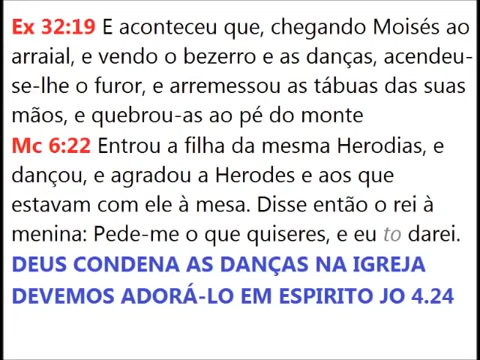 Ex 32:19 E aconteceu que, chegando Moisés ao
arraial, e vendo o bezerro e as danças, acendeu-
se-lhe o furor, e arremessou as tábuas das suas
mãos, e quebrou-as ao pé do monte
Mc 6:22 Entrou a filha da mesma Herodias, e
dançou, e agradou a Herodes e aos que
estavam com ele à mesa. Disse então o rei à
menina: Pede-me o que quiseres, e eu to darei.
DEUS CONDENA AS DANÇAS NA IGREJA
DEVEMOS ADORÁ-LO EM ESPIRITO JO 4.24